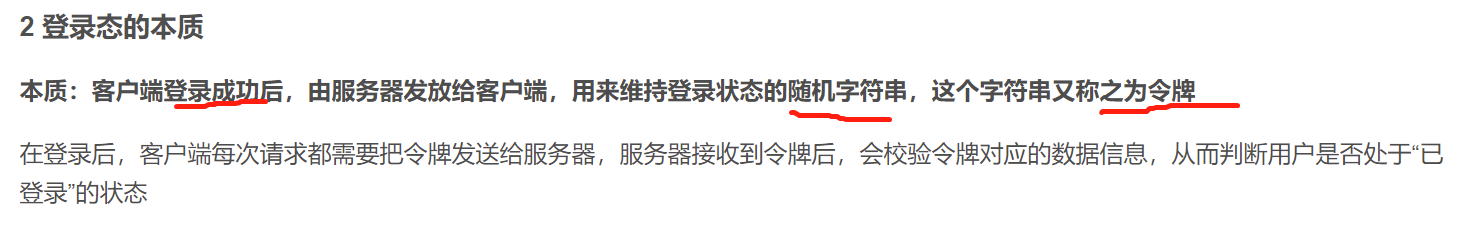 2 登录态的本质
本质：客户端登录成功后，由服务器发放给客户端，用来维持登录状态的随机字符串，这个字符串又称之为令牌
在登录后，客户端每次请求都需要把令牌发送给服务器，服务器接收到令牌后，会校验令牌对应的数据信息，从而判断用户是否处于“已
登录”的状态